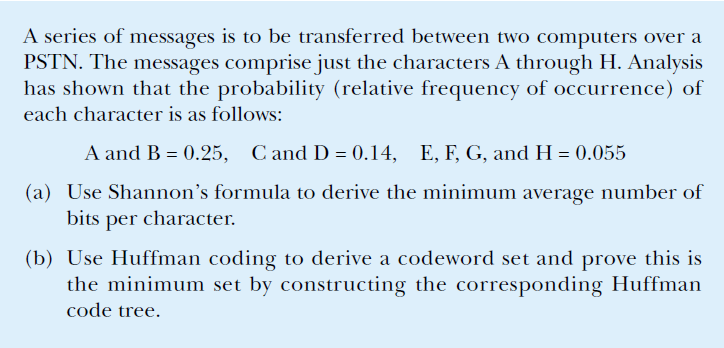 A series of messages is to be transferred between two computers over a
PSTN. The messages comprise just the characters A through H. Analysis
has shown that the probability (relative frequency of occurrence) of
each character is as follows:
A and B = 0.25, C and D = 0.14, E, F, G, and H = 0.055
(a) Use Shannon's formula to derive the minimum average number of
bits per character.
(b) Use Huffman coding to derive a codeword set and prove this is
the minimum set by constructing the corresponding Huffman
code tree.